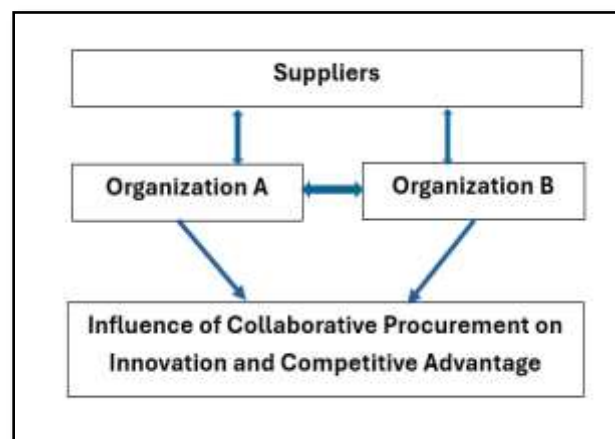 Suppliers
Organization A
Organization B
Influence of Collaborative Procurement on
Innovation and Competitive Advantage